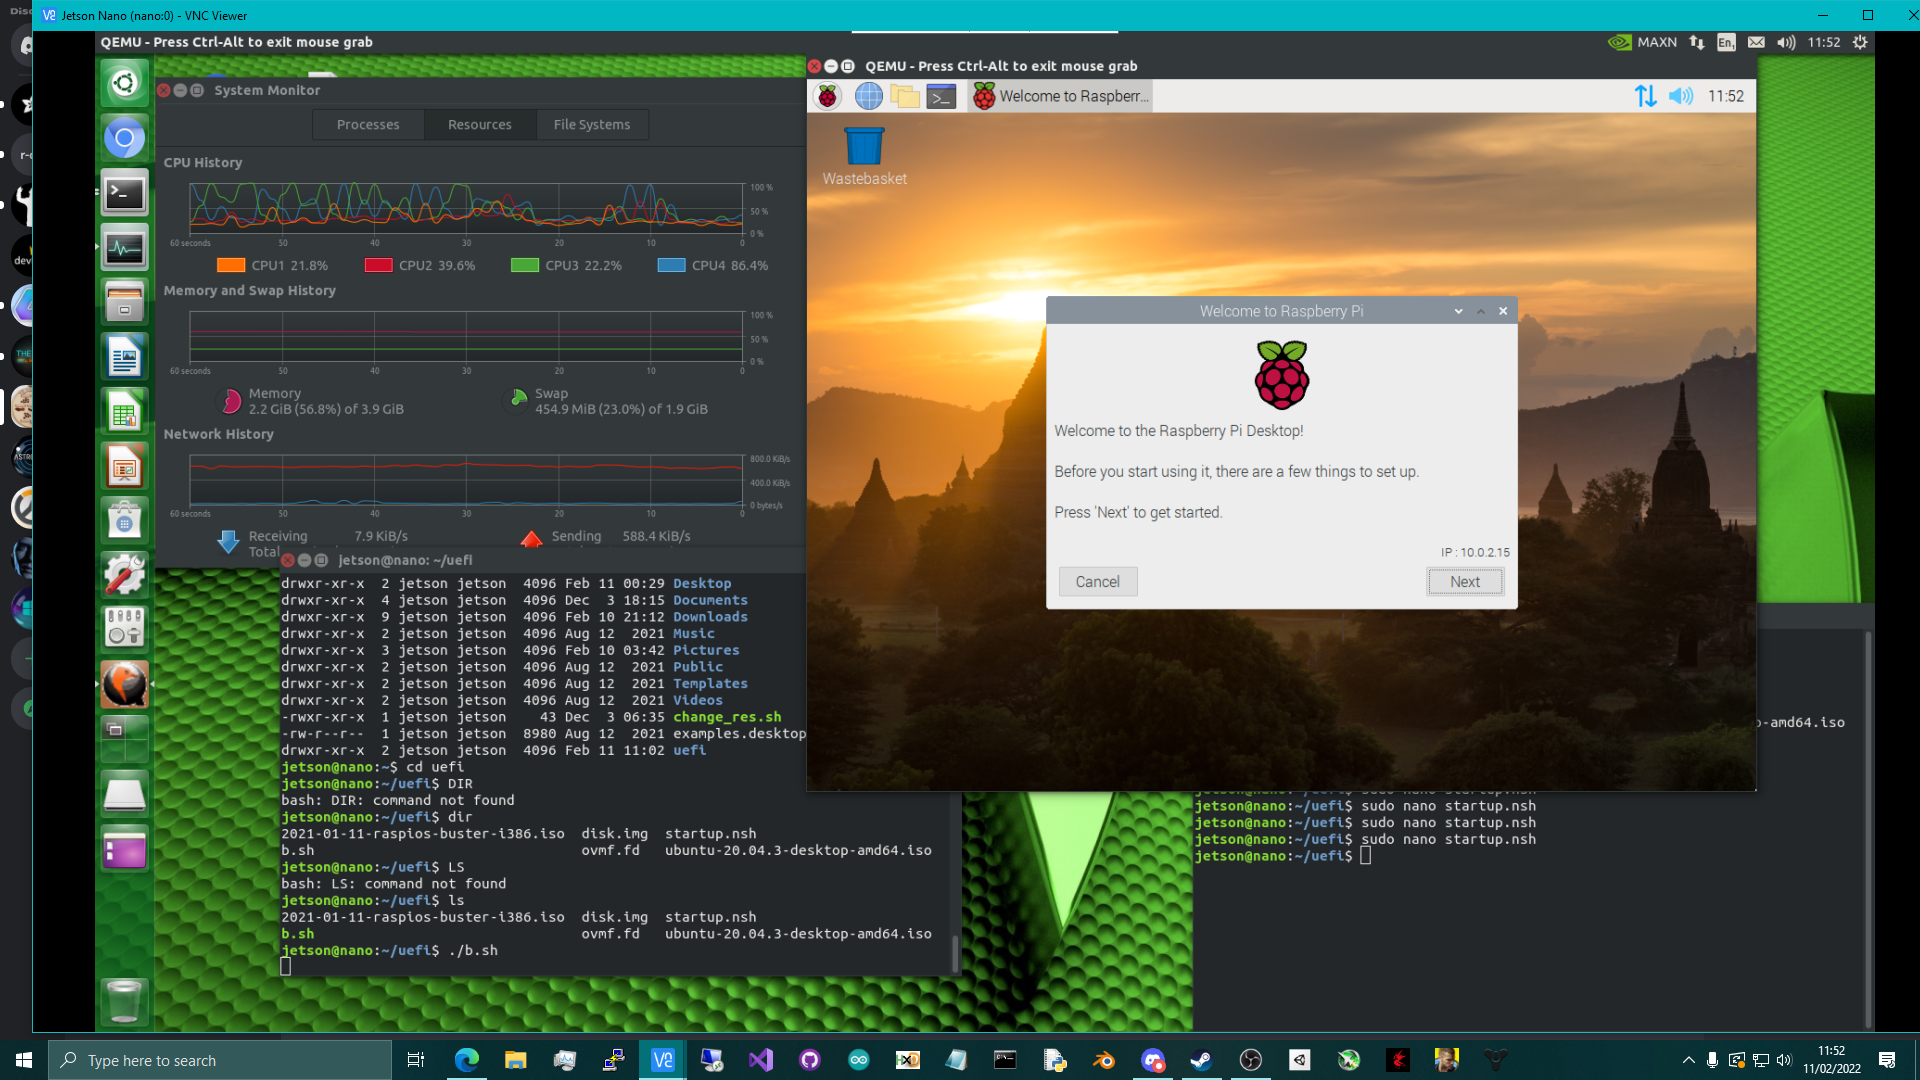 Disc
Jetson Nano (nano:0) - VNC Viewer
QEMU - Press Ctrl-Alt to exit mouse grab
MAXN
En1
11:52
System Monitor
Processes
Resources
File Systems
CPU History
100 %
50 %
0 %
60 seconds
50
40
30
20
10
0
CPU1 21.8%
CPU2 39.6%
CPU3 22.2%
CPU4 86.4%
Memory and Swap History
100 %
50 %
0 %
60 seconds
50
40
30
20
10
0
Memory
2.2 GiB (56.8%) of 3.9 GiB
Swap
454.9 MiB (23.0%) of 1.9 GiB
Network History
800.0 KiB/s
400.0 KiB/s
0 bytes/s
60 seconds
50
40
30
20
10
0
Receiving
7.9 KiB/s
Sending
588.4 KiB/s
Total
QEMU - Press Ctrl-Alt to exit mouse grab
Welcome to Raspberr...
11:52
Wastebasket
Welcome to Raspberry Pi
Welcome to the Raspberry Pi Desktop!
Before you start using it, there are a few things to set up.
Press 'Next' to get started.
IP : 10.0.2.15
Cancel
Next
jetson@nano: ~/uefi
drwxr-xr-x  2 jetson jetson  4096 Feb 11 00:29 Desktop
drwxr-xr-x  4 jetson jetson  4096 Dec  3 18:15 Documents
drwxr-xr-x  9 jetson jetson  4096 Feb 10 21:12 Downloads
drwxr-xr-x  2 jetson jetson  4096 Aug 12  2021 Music
drwxr-xr-x  3 jetson jetson  4096 Feb 10 03:42 Pictures
drwxr-xr-x  2 jetson jetson  4096 Aug 12  2021 Public
drwxr-xr-x  2 jetson jetson  4096 Aug 12  2021 Templates
drwxr-xr-x  2 jetson jetson  4096 Aug 12  2021 Videos
-rwxr-xr-x  1 jetson jetson    43 Dec  3 06:35 change_res.sh
-rw-r--r--  1 jetson jetson  8980 Aug 12  2021 examples.desktop
drwxr-xr-x  2 jetson jetson  4096 Feb 11 11:02 uefi
jetson@nano:~$ cd uefi
jetson@nano:~/uefi$ DIR
bash: DIR: command not found
jetson@nano:~/uefi$ dir
2021-01-11-raspios-buster-i386.iso  disk.img  startup.nsh
b.sh  ovmf.fd  ubuntu-20.04.3-desktop-amd64.iso
jetson@nano:~/uefi$ LS
bash: LS: command not found
jetson@nano:~/uefi$ ls
2021-01-11-raspios-buster-i386.iso  disk.img  startup.nsh
b.sh  ovmf.fd  ubuntu-20.04.3-desktop-amd64.iso
jetson@nano:~/uefi$ ./b.sh
-amd64.iso
jetson@nano:~/uefi$ sudo nano startup.nsh
jetson@nano:~/uefi$ sudo nano startup.nsh
jetson@nano:~/uefi$ sudo nano startup.nsh
jetson@nano:~/uefi$ sudo nano startup.nsh
jetson@nano:~/uefi$
Type here to search
11:52
11/02/2022